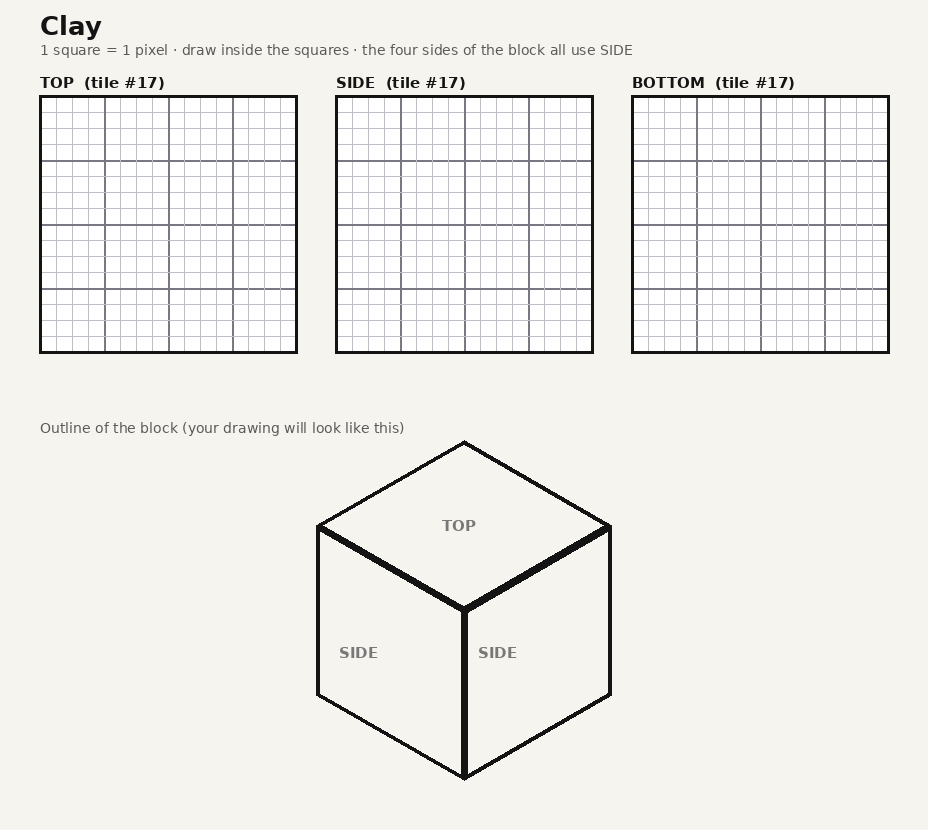 Clay
1 square = 1 pixel · draw inside the squares · the four sides of the block all use SIDE
TOP (tile #17)
SIDE (tile #17)
BOTTOM (tile #17)
Outline of the block (your drawing will look like this)
TOP
SIDE
SIDE